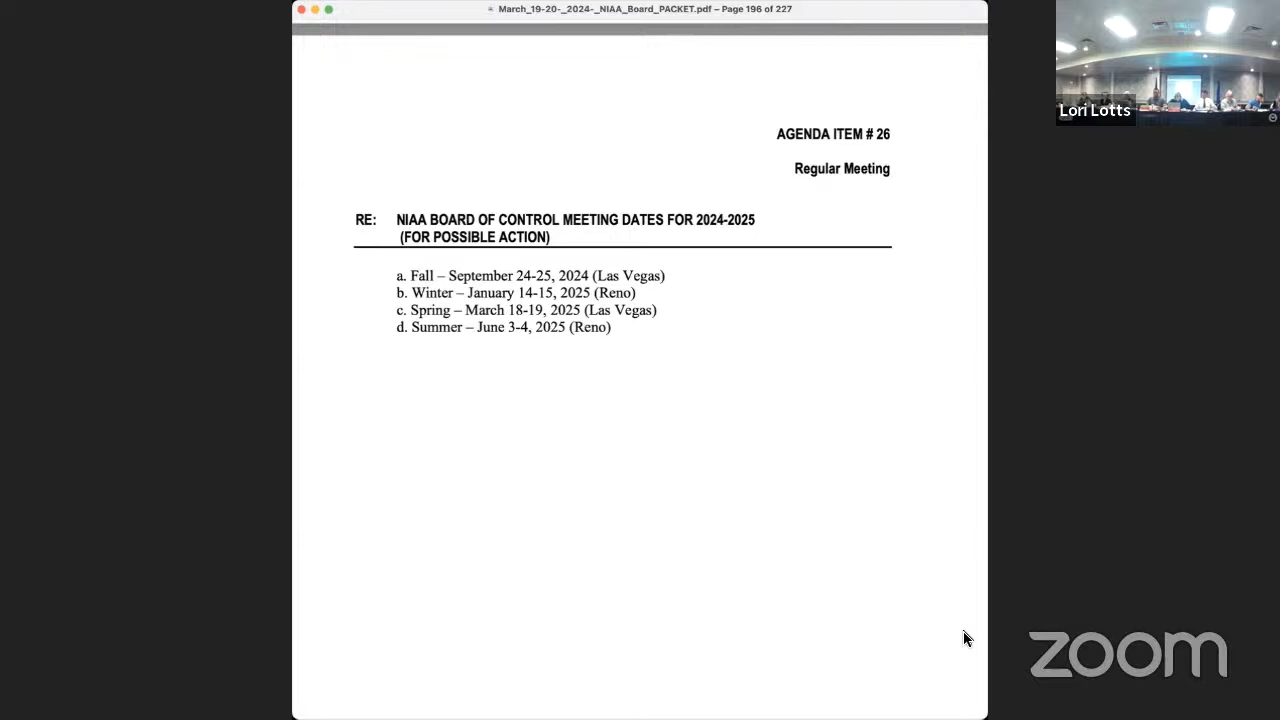 March_19-20-_2024-_NIAA_Board_PACKET.pdf – Page 196 of 227
Lori Lotts
AGENDA ITEM # 26
Regular Meeting
RE: NIAA BOARD OF CONTROL MEETING DATES FOR 2024-2025
(FOR POSSIBLE ACTION)
a. Fall – September 24-25, 2024 (Las Vegas)
b. Winter – January 14-15, 2025 (Reno)
c. Spring – March 18-19, 2025 (Las Vegas)
d. Summer – June 3-4, 2025 (Reno)
zoom